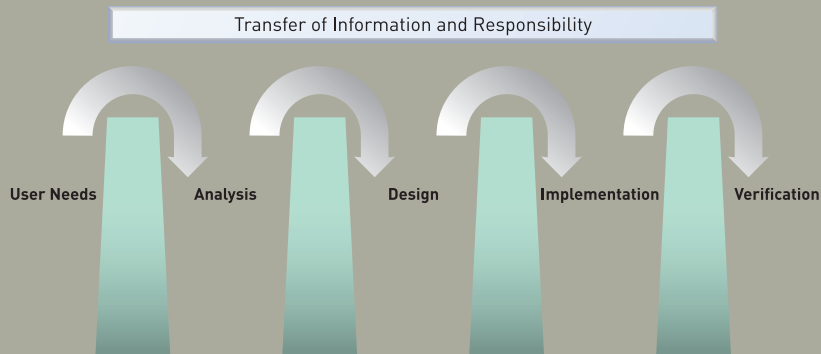 Transfer of Information and Responsibility
User Needs
Analysis
Design
Implementation
Verification